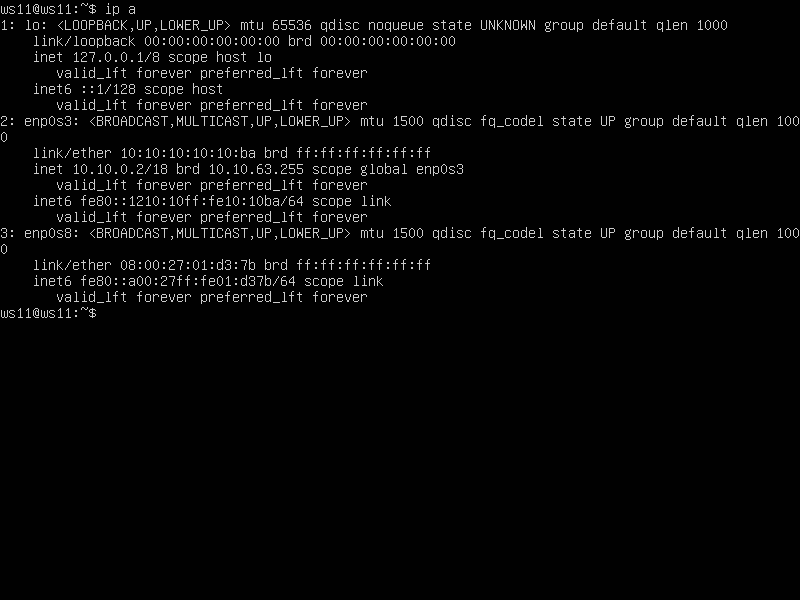 ws11@ws11:~$ ip a
1: lo: <LOOPBACK,UP,LOWER_UP> mtu 65536 qdisc noqueue state UNKNOWN group default qlen 1000
    link/loopback 00:00:00:00:00:00 brd 00:00:00:00:00:00
    inet 127.0.0.1/8 scope host lo
       valid_lft forever preferred_lft forever
    inet6 ::1/128 scope host
       valid_lft forever preferred_lft forever
2: enp0s3: <BROADCAST,MULTICAST,UP,LOWER_UP> mtu 1500 qdisc fq_codel state UP group default qlen 100
0
    link/ether 10:10:10:10:10:ba brd ff:ff:ff:ff:ff:ff
    inet 10.10.0.2/18 brd 10.10.63.255 scope global enp0s3
       valid_lft forever preferred_lft forever
    inet6 fe80::1210:10ff:fe10:10ba/64 scope link
       valid_lft forever preferred_lft forever
3: enp0s8: <BROADCAST,MULTICAST,UP,LOWER_UP> mtu 1500 qdisc fq_codel state UP group default qlen 100
0
    link/ether 08:00:27:01:d3:7b brd ff:ff:ff:ff:ff:ff
    inet6 fe80::a00:27ff:fe01:d37b/64 scope link
       valid_lft forever preferred_lft forever
ws11@ws11:~$